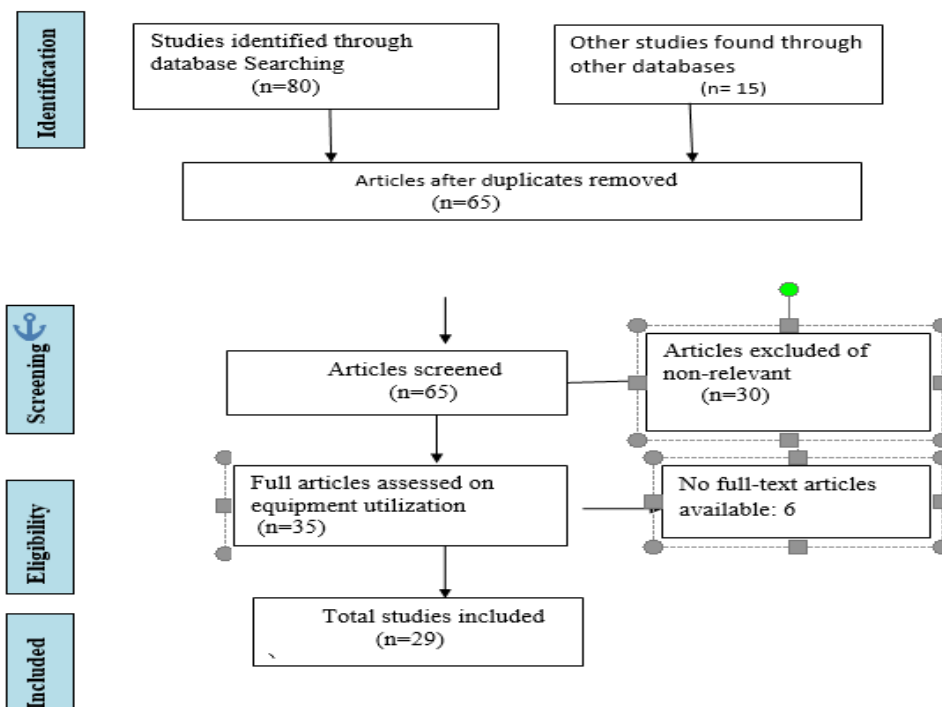 Identification
Studies identified through
database Searching
(n=80)
Other studies found through
other databases
(n= 15)
Articles after duplicates removed
(n=65)
Screening
Articles screened
(n=65)
Articles excluded of
non-relevant
(n=30)
Eligibility
Full articles assessed on
equipment utilization
(n=35)
No full-text articles
available: 6
Included
Total studies included
(n=29)